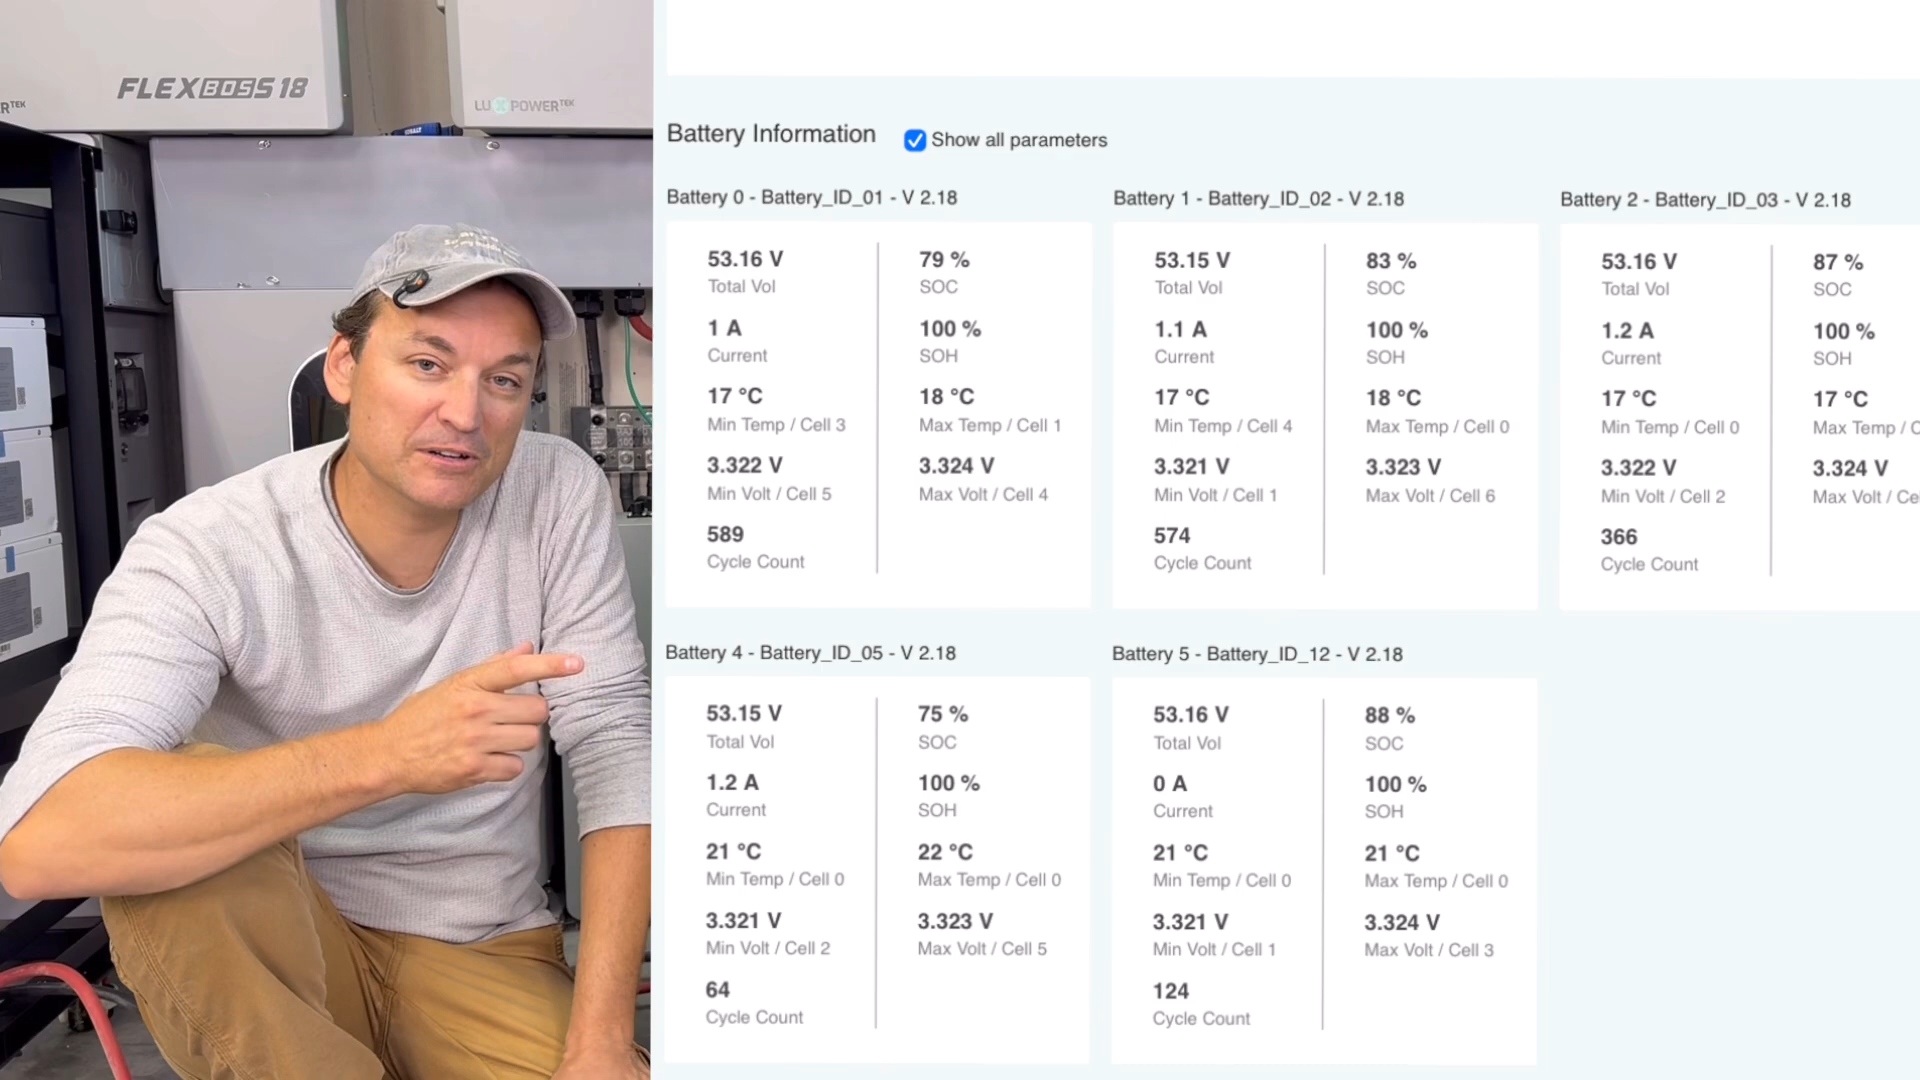 FLEXBOSS 18
RTEK
LUXPOWERTEK
Battery Information
Show all parameters
Battery 0 - Battery_ID_01 - V 2.18
53.16 V
Total Vol
79 %
SOC
1 A
Current
100 %
SOH
17 °C
Min Temp / Cell 3
18 °C
Max Temp / Cell 1
3.322 V
Min Volt / Cell 5
3.324 V
Max Volt / Cell 4
589
Cycle Count
Battery 1 - Battery_ID_02 - V 2.18
53.15 V
Total Vol
83 %
SOC
1.1 A
Current
100 %
SOH
17 °C
Min Temp / Cell 4
18 °C
Max Temp / Cell 0
3.321 V
Min Volt / Cell 1
3.323 V
Max Volt / Cell 6
574
Cycle Count
Battery 2 - Battery_ID_03 - V 2.18
53.16 V
Total Vol
87 %
SOC
1.2 A
Current
100 %
SOH
17 °C
Min Temp / Cell 0
17 °C
Max Temp / C
3.322 V
Min Volt / Cell 2
3.324 V
Max Volt / Ce
366
Cycle Count
Battery 4 - Battery_ID_05 - V 2.18
53.15 V
Total Vol
75 %
SOC
1.2 A
Current
100 %
SOH
21 °C
Min Temp / Cell 0
22 °C
Max Temp / Cell 0
3.321 V
Min Volt / Cell 2
3.323 V
Max Volt / Cell 5
64
Cycle Count
Battery 5 - Battery_ID_12 - V 2.18
53.16 V
Total Vol
88 %
SOC
0 A
Current
100 %
SOH
21 °C
Min Temp / Cell 0
21 °C
Max Temp / Cell 0
3.321 V
Min Volt / Cell 1
3.324 V
Max Volt / Cell 3
124
Cycle Count